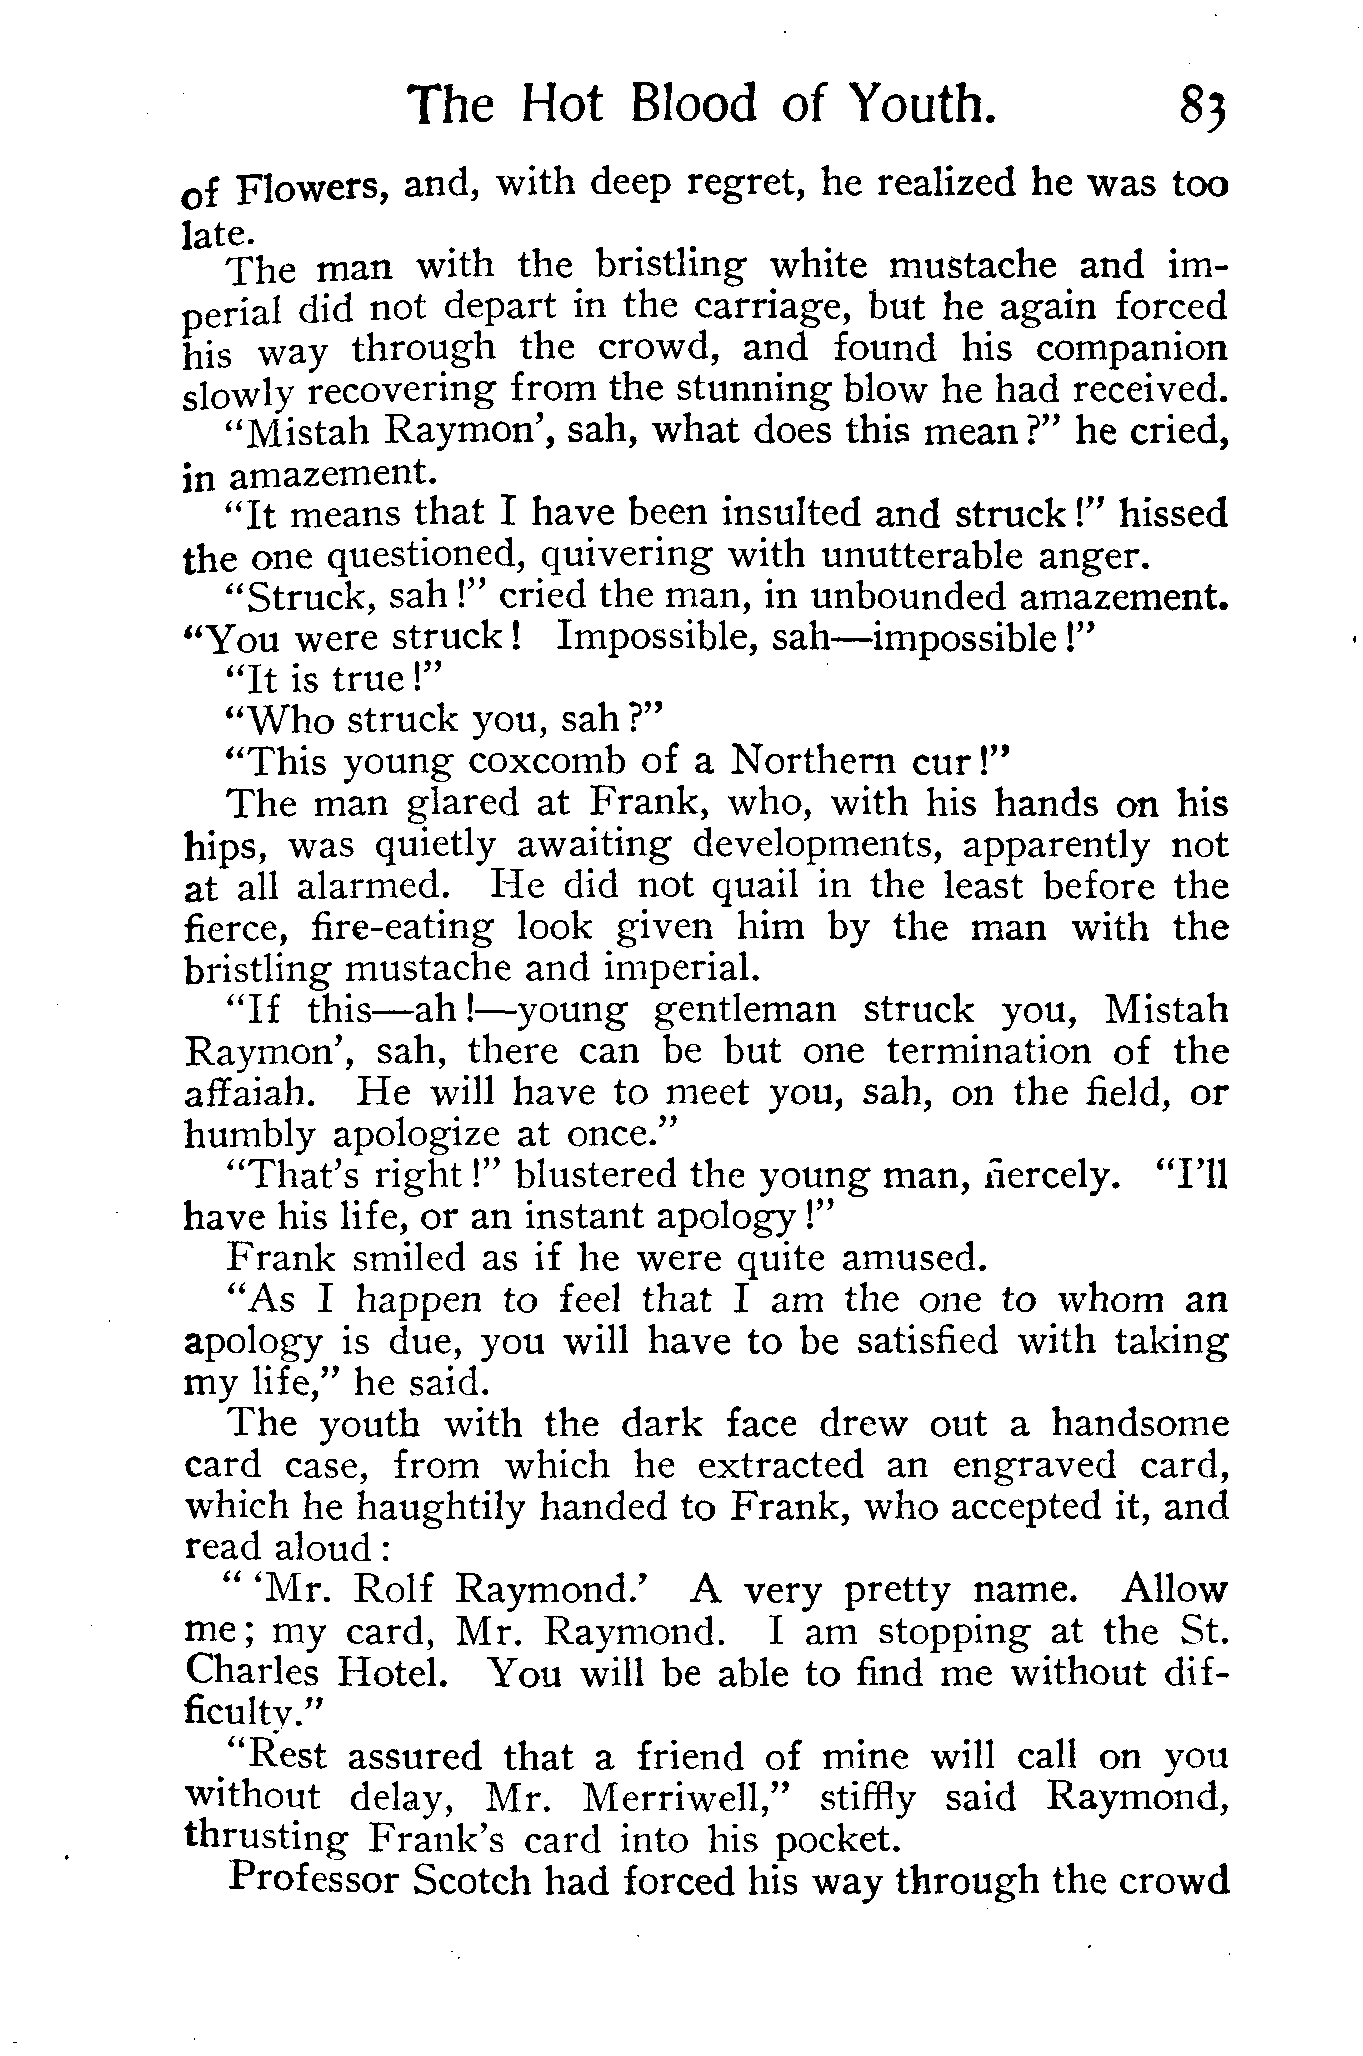 The Hot Blood of Youth. 83
of Flowers, and, with deep regret, he realized he was too
late.
The man with the bristling white mustache and im-
perial did not depart in the carriage, but he again forced
his way through the crowd, and found his companion
slowly recovering from the stunning blow he had received.
"Mistah Raymon', sah, what does this mean?" he cried,
in amazement.
"It means that I have been insulted and struck!" hissed
the one questioned, quivering with unutterable anger.
"Struck, sah!" cried the man, in unbounded amazement.
"You were struck! Impossible, sah—impossible!"
"It is true!"
"Who struck you, sah?"
"This young coxcomb of a Northern cur!"
The man glared at Frank, who, with his hands on his
hips, was quietly awaiting developments, apparently not
at all alarmed. He did not quail in the least before the
fierce, fire-eating look given him by the man with the
bristling mustache and imperial.
"If this—ah!—young gentleman struck you, Mistah
Raymon', sah, there can be but one termination of the
affaiah. He will have to meet you, sah, on the field, or
humbly apologize at once."
"That's right!" blustered the young man, fiercely. "I'll
have his life, or an instant apology!"
Frank smiled as if he were quite amused.
"As I happen to feel that I am the one to whom an
apology is due, you will have to be satisfied with taking
my life," he said.
The youth with the dark face drew out a handsome
card case, from which he extracted an engraved card,
which he haughtily handed to Frank, who accepted it, and
read aloud:
"'Mr. Rolf Raymond.' A very pretty name. Allow
me; my card, Mr. Raymond. I am stopping at the St.
Charles Hotel. You will be able to find me without dif-
ficulty."
"Rest assured that a friend of mine will call on you
without delay, Mr. Merriwell," stiffly said Raymond,
thrusting Frank's card into his pocket.
Professor Scotch had forced his way through the crowd